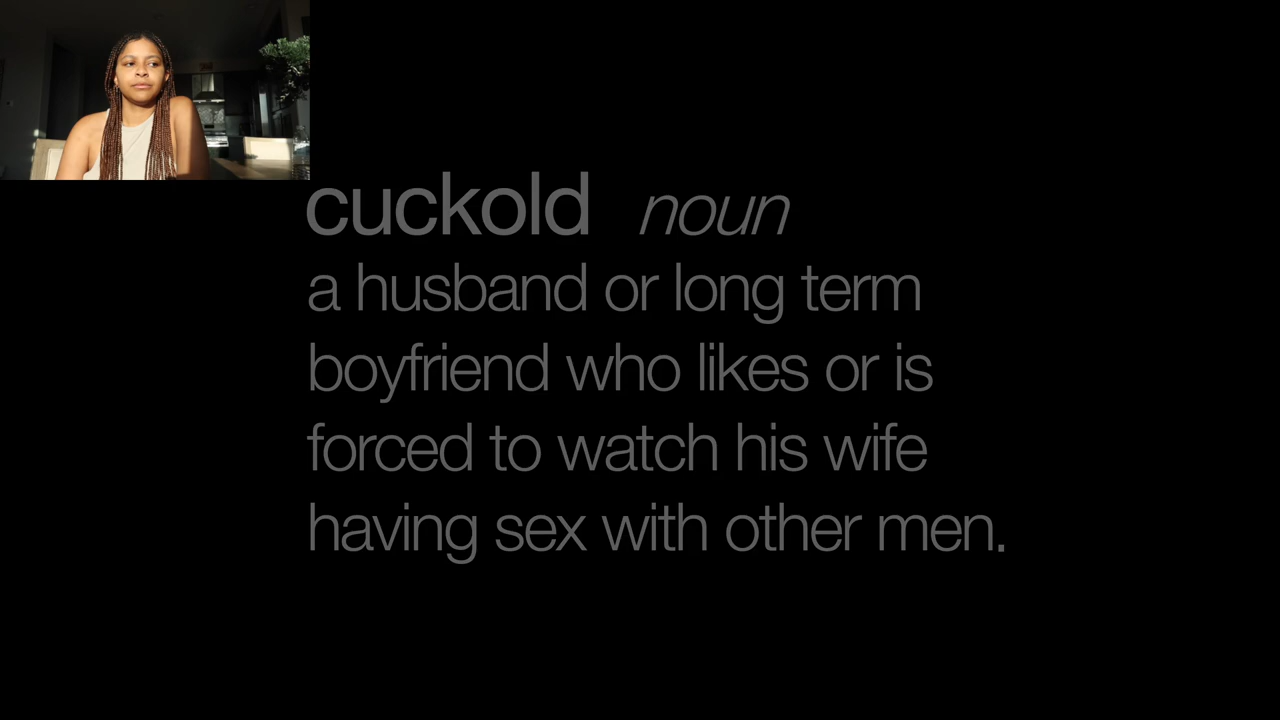 cuckold noun
a husband or long term
boyfriend who likes or is
forced to watch his wife
having sex with other men.